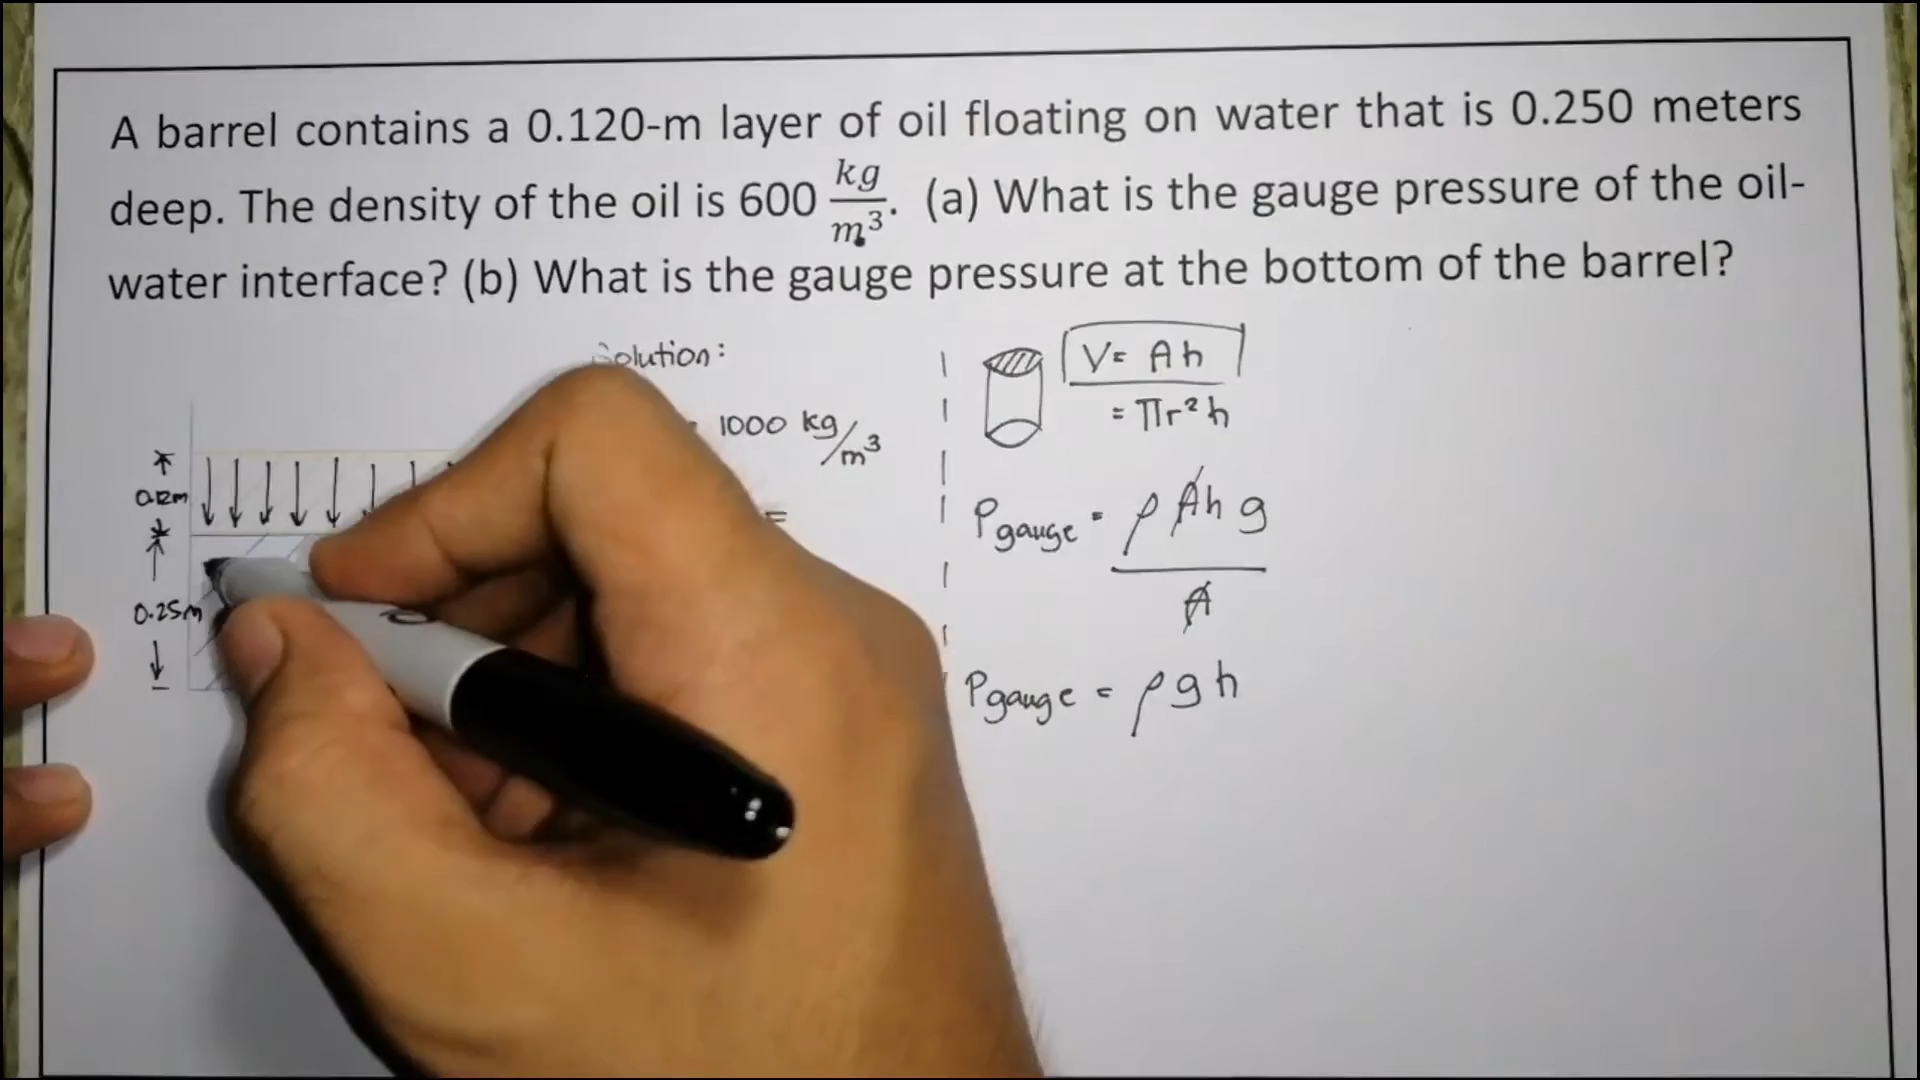 A barrel contains a 0.120-m layer of oil floating on water that is 0.250 meters
deep. The density of the oil is 600 kg/m³. (a) What is the gauge pressure of the oil-
water interface? (b) What is the gauge pressure at the bottom of the barrel?
Solution:
1000 kg/m³
=
0.12m
0.25m
V = Ah
= πr²h
Pgauge = ρAhg
A
Pgauge = ρgh